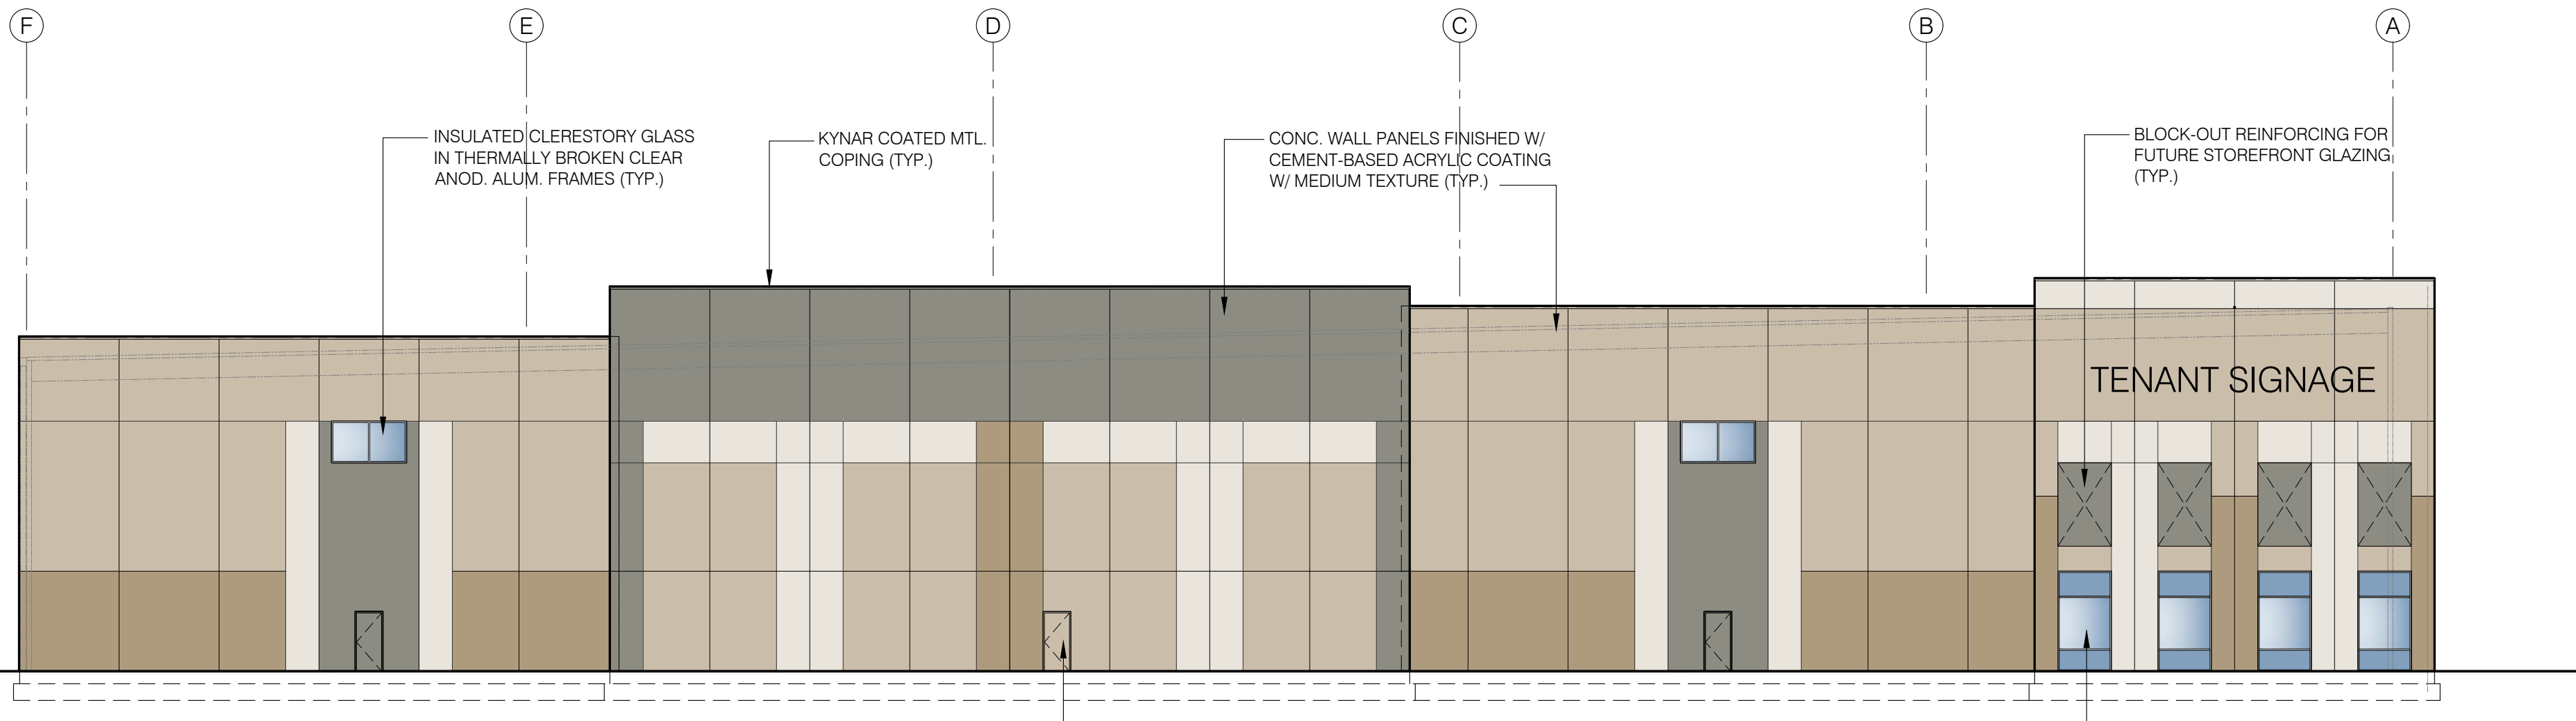 F
E
D
C
B
A
INSULATED CLERESTORY GLASS
IN THERMALLY BROKEN CLEAR
ANOD. ALUM. FRAMES (TYP.)
KYNAR COATED MTL.
COPING (TYP.)
CONC. WALL PANELS FINISHED W/
CEMENT-BASED ACRYLIC COATING
W/ MEDIUM TEXTURE (TYP.)
BLOCK-OUT REINFORCING FOR
FUTURE STOREFRONT GLAZING
(TYP.)
TENANT SIGNAGE